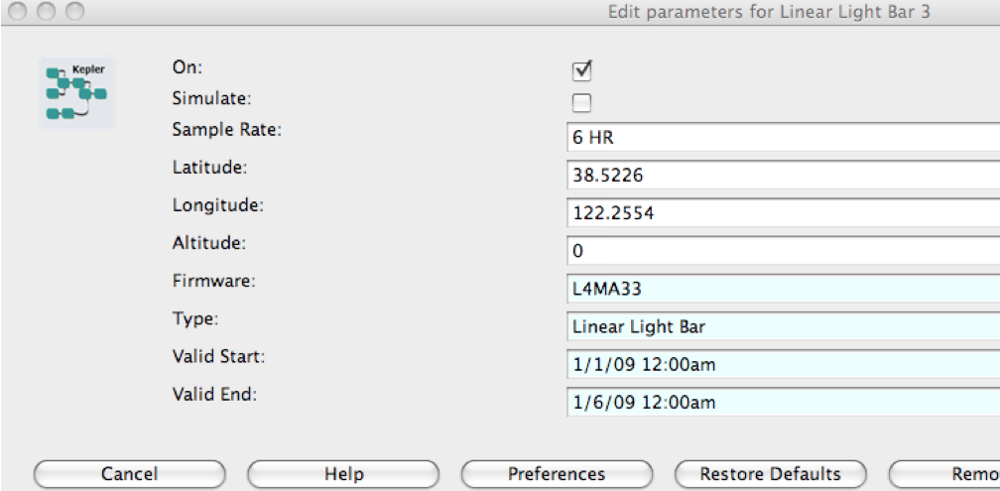 Edit parameters for Linear Light Bar 3
Kepler
On:
Simulate:
Sample Rate: 6 HR
Latitude: 38.5226
Longitude: 122.2554
Altitude: 0
Firmware: L4MA33
Type: Linear Light Bar
Valid Start: 1/1/09 12:00am
Valid End: 1/6/09 12:00am
Cancel Help Preferences Restore Defaults Remo